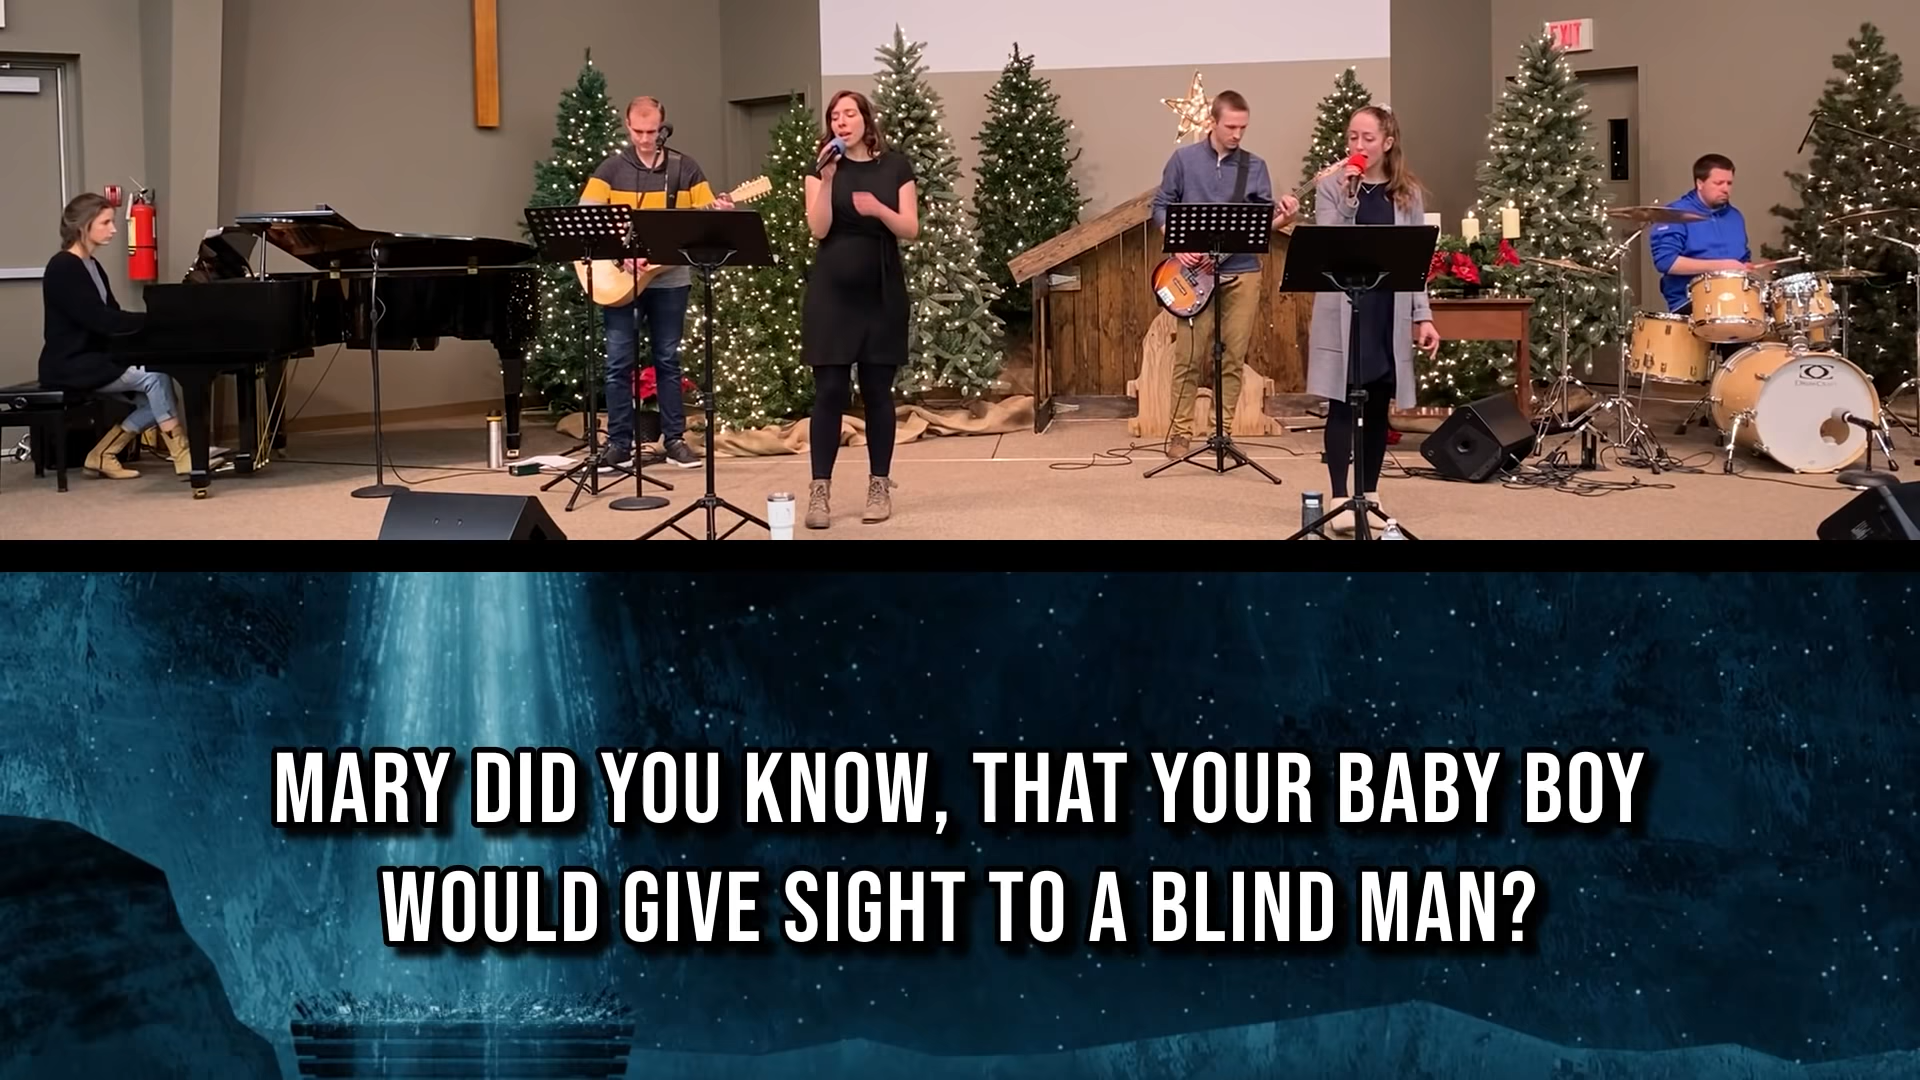 EXIT
MARY DID YOU KNOW, THAT YOUR BABY BOY
WOULD GIVE SIGHT TO A BLIND MAN?